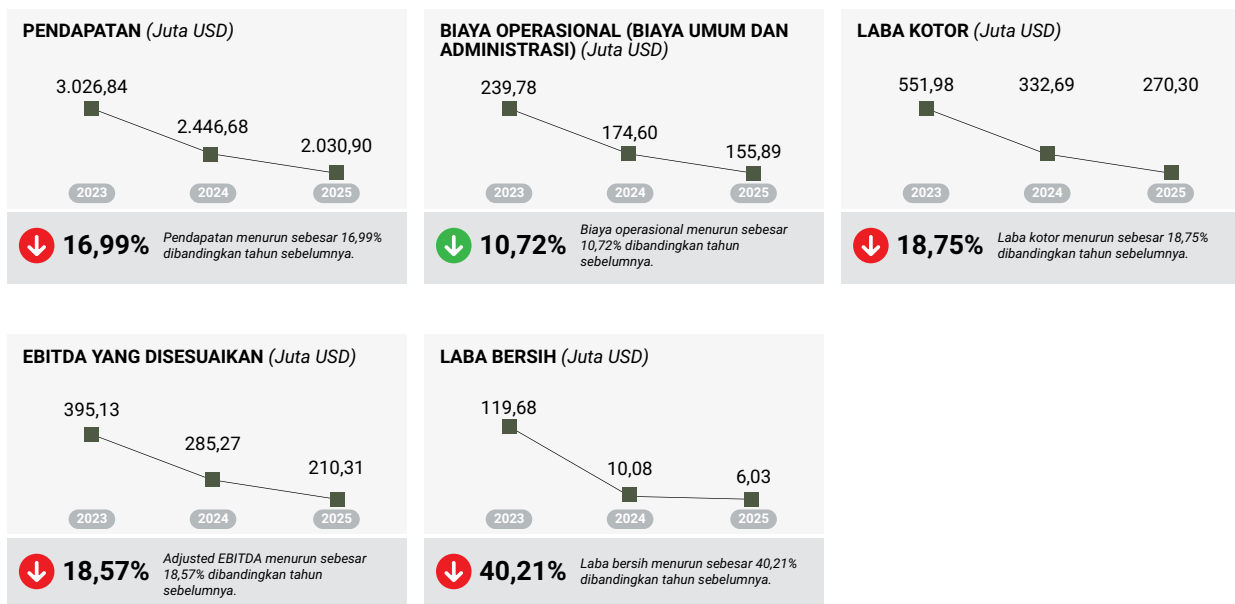 PENDAPATAN (Juta USD)
3.026,84
2.446,68
2.030,90
2023
2024
2025
16,99%
Pendapatan menurun sebesar 16,99%
dibandingkan tahun sebelumnya.
BIAYA OPERASIONAL (BIAYA UMUM DAN
ADMINISTRASI) (Juta USD)
239,78
174,60
155,89
2023
2024
2025
10,72%
Biaya operasional menurun sebesar
10,72% dibandingkan tahun
sebelumnya.
LABA KOTOR (Juta USD)
551,98
332,69
270,30
2023
2024
2025
18,75%
Laba kotor menurun sebesar 18,75%
dibandingkan tahun sebelumnya.
EBITDA YANG DISESUAIKAN (Juta USD)
395,13
285,27
210,31
2023
2024
2025
18,57%
Adjusted EBITDA menurun sebesar
18,57% dibandingkan tahun
sebelumnya.
LABA BERSIH (Juta USD)
119,68
10,08
6,03
2023
2024
2025
40,21%
Laba bersih menurun sebesar 40,21%
dibandingkan tahun sebelumnya.